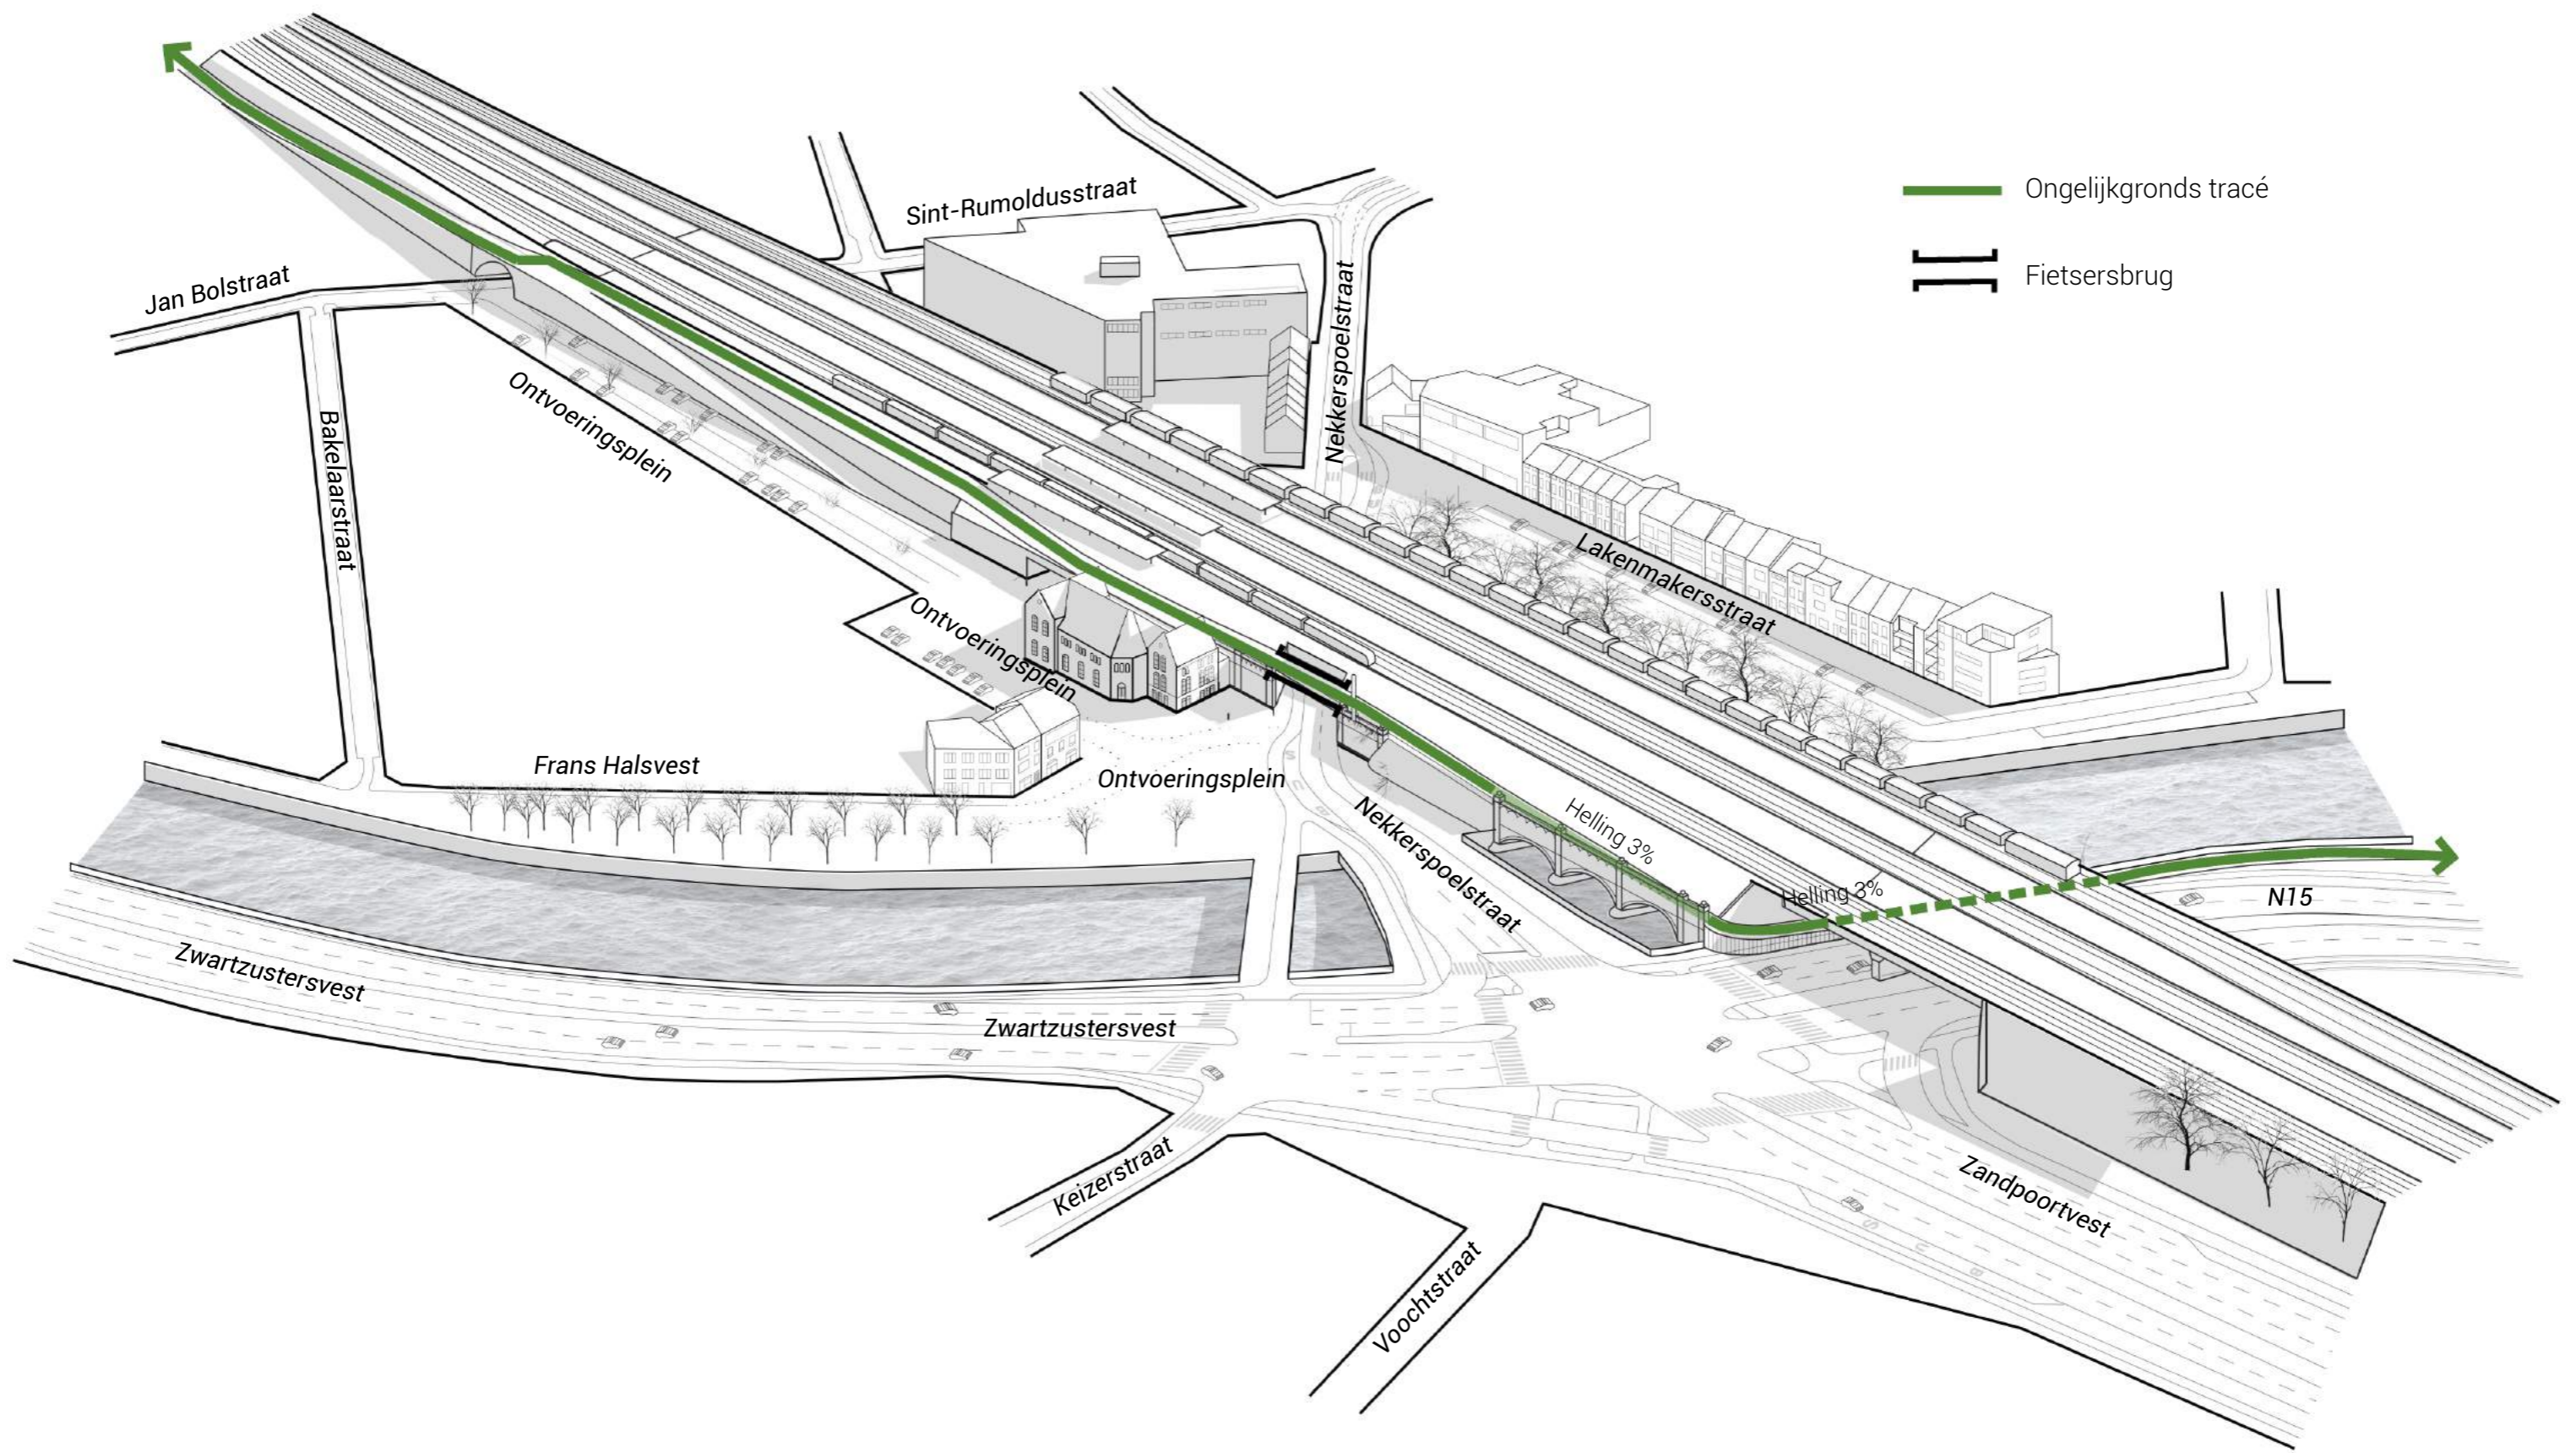 Sint-Rumoldusstraat
Ongelijkgronds tracé
Fietsersbrug
Jan Bolstraat
Nekkerspoelstraat
Ontvoeringsplein
Bakelaarstraat
Lakenmakersstraat
Ontvoeringsplein
Frans Halsvest
Ontvoeringsplein
Helling 3%
Nekkerspoelstraat
Helling 3%
N15
Zwartzustersvest
Zwartzustersvest
Keizerstraat
Zandpoortvest
Voochtstraat